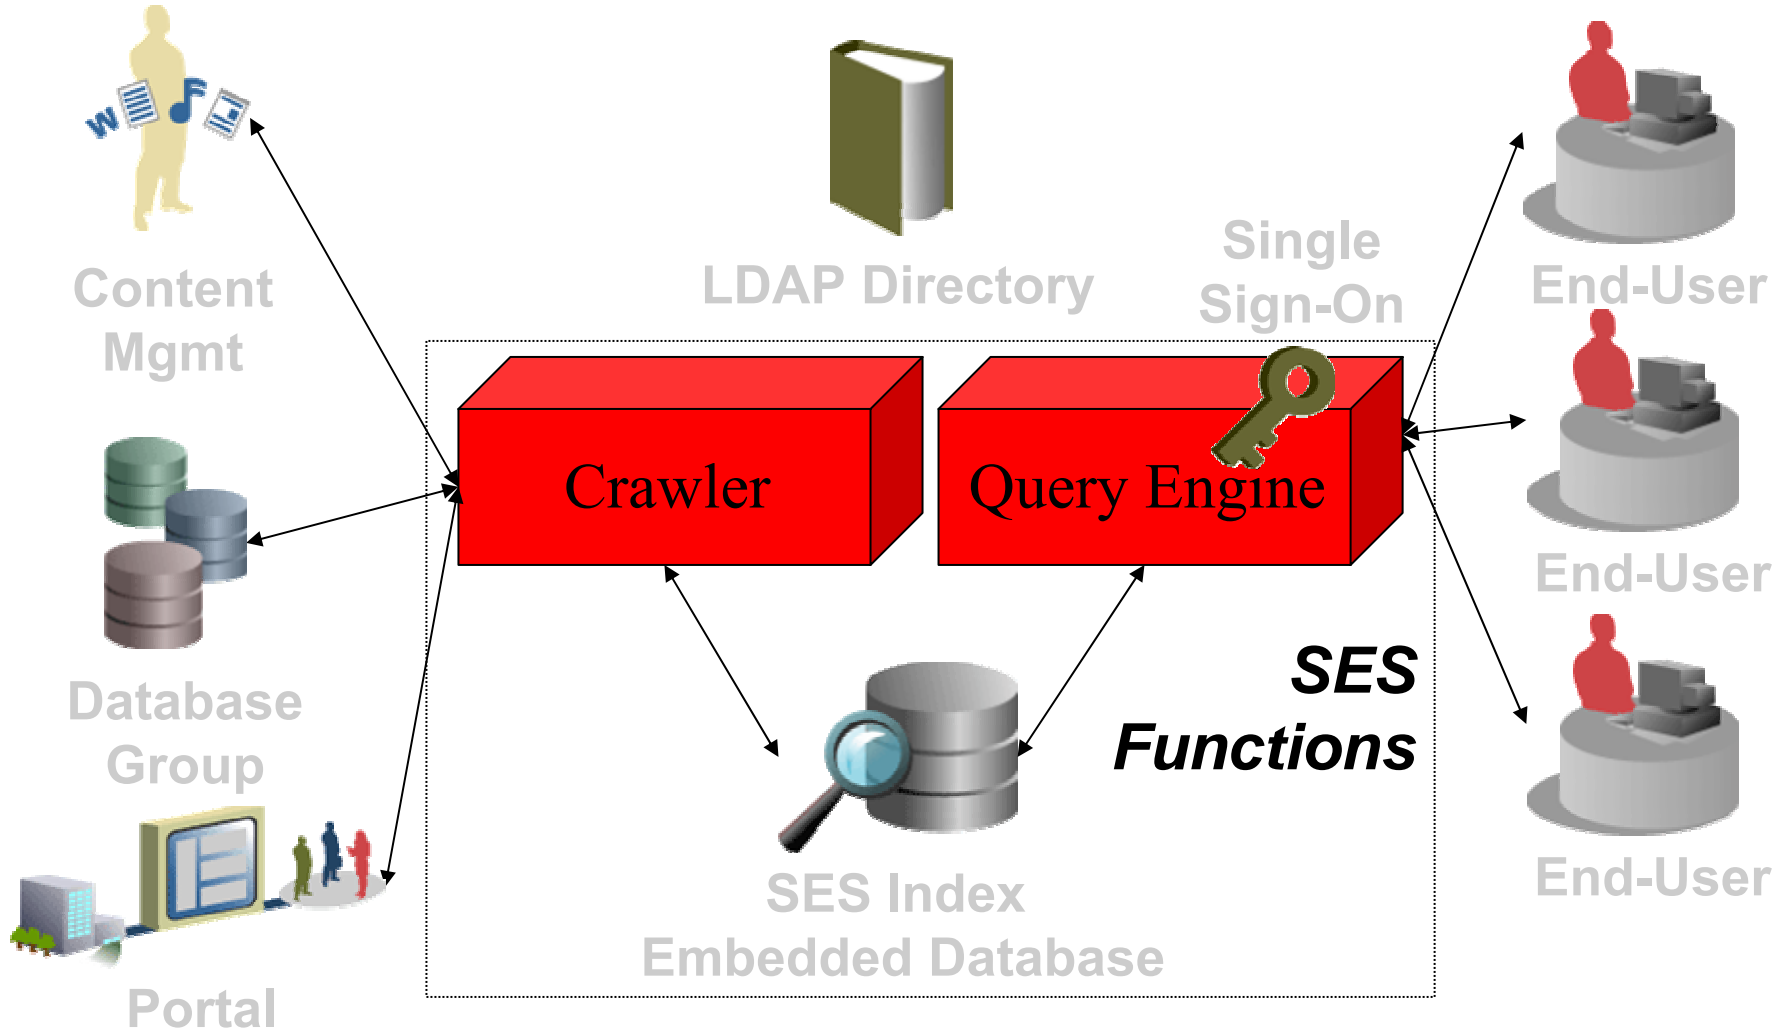 W
Content
Mgmt
LDAP Directory
Single
Sign-On
End-User
Crawler
Query Engine
End-User
Database
Group
SES
Functions
SES Index
Embedded Database
End-User
Portal